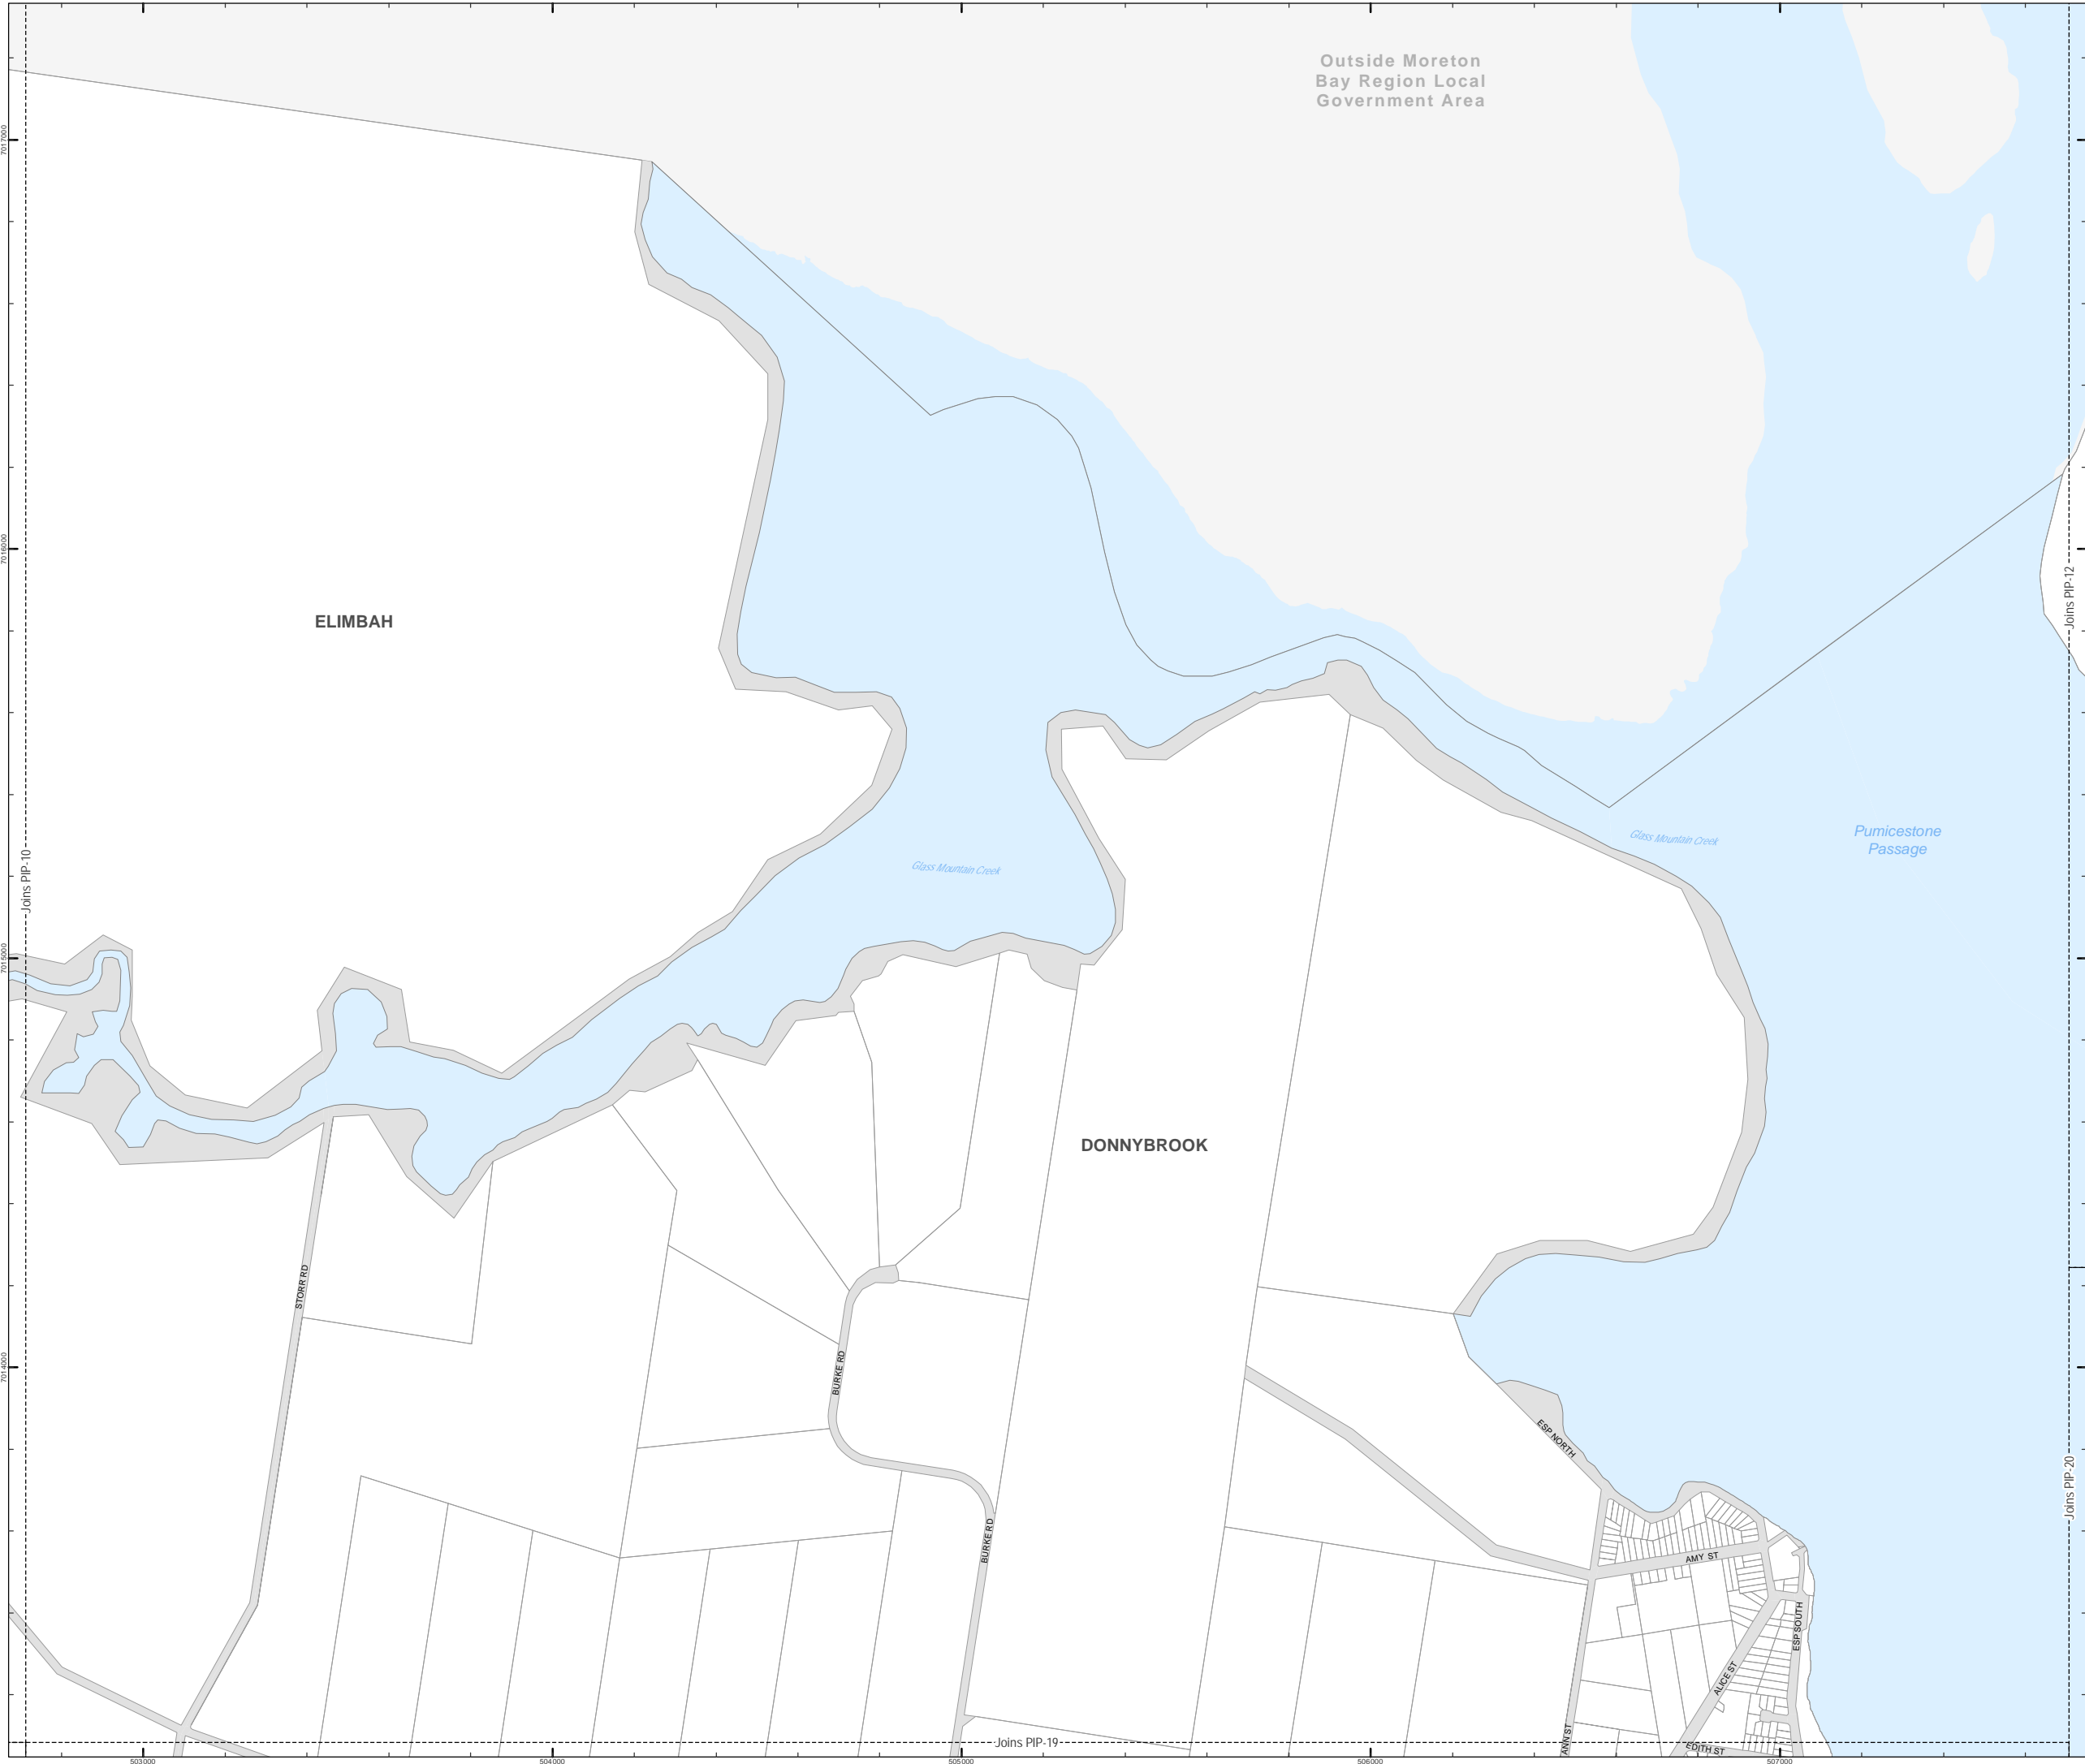 Outside Moreton
Bay Region Local
Government Area
7017000
7016000
7015000
7014000
Joins PIP-10
Joins PIP-12
Joins PIP-20
ELIMBAH
Glass Mountain Creek
Glass Mountain Creek
Pumicestone
Passage
DONNYBROOK
STORR RD
BURKE RD
BURKE RD
ESP NORTH
AMY ST
ESP SOUTH
ALICE ST
ANN ST
EDITH ST
Joins PIP-19
503000
504000
505000
506000
507000